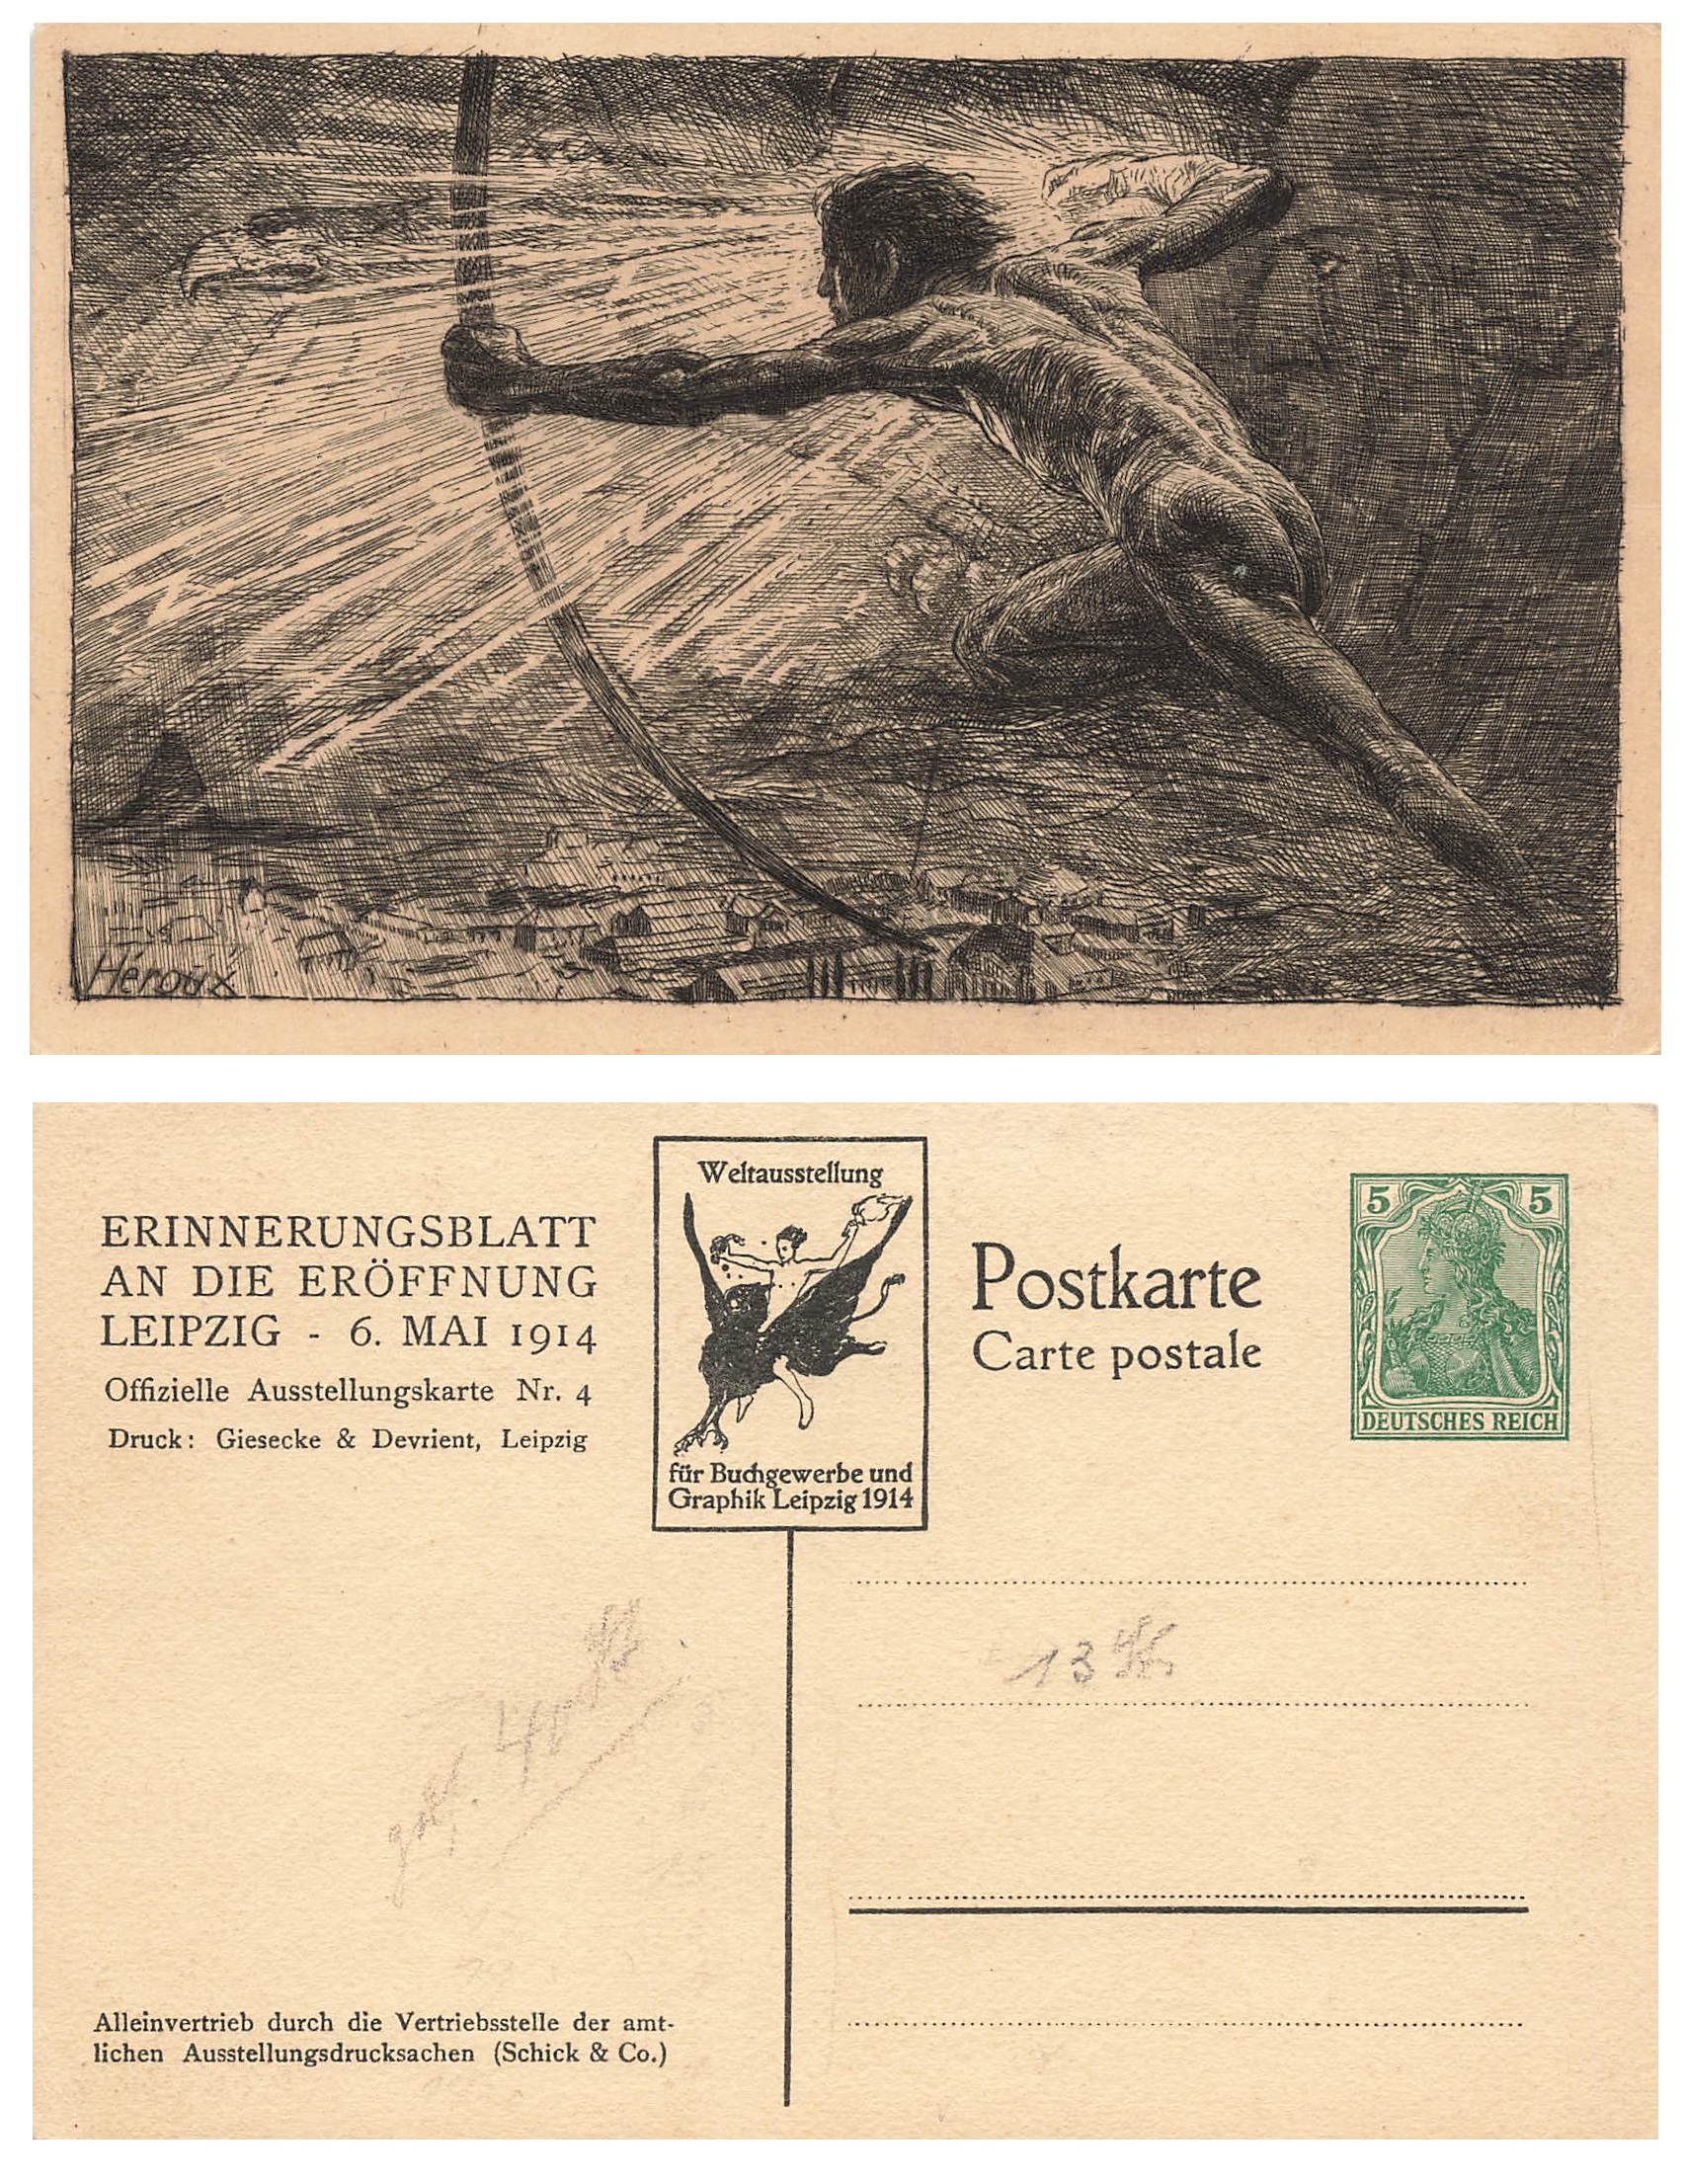 Héroux
ERINNERUNGSBLATT
AN DIE ERÖFFNUNG
LEIPZIG - 6. MAI 1914
Offizielle Ausstellungskarte Nr. 4
Druck: Giesecke & Devrient, Leipzig
Weltausstellung
für Buchgewerbe und
Graphik Leipzig 1914
Postkarte
Carte postale
5 5
DEUTSCHES REICH
13
Alleinvertrieb durch die Vertriebsstelle der amt-
lichen Ausstellungsdrucksachen (Schick & Co.)